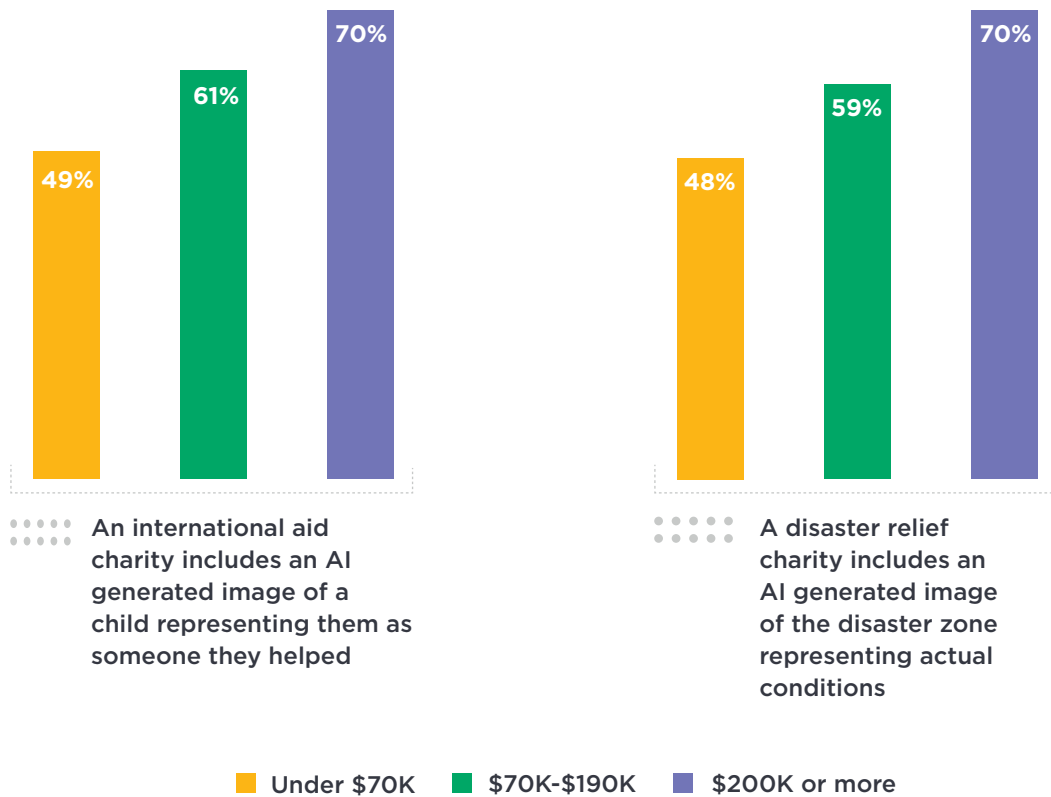 70%
61%
49%
70%
59%
48%
An international aid
charity includes an AI
generated image of a
child representing them as
someone they helped
A disaster relief
charity includes an
AI generated image
of the disaster zone
representing actual
conditions
Under $70K
$70K-$190K
$200K or more